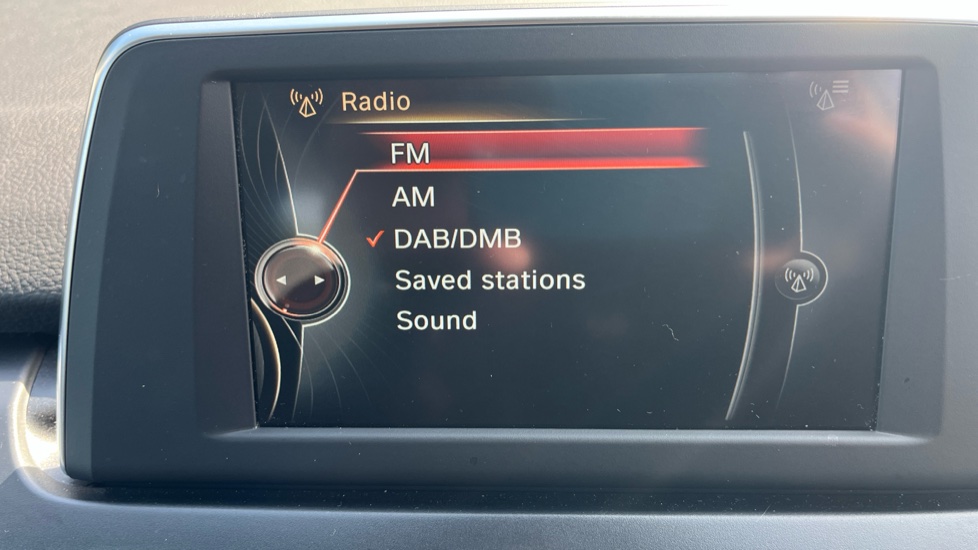 Radio
FM
AM
DAB/DMB
Saved stations
Sound